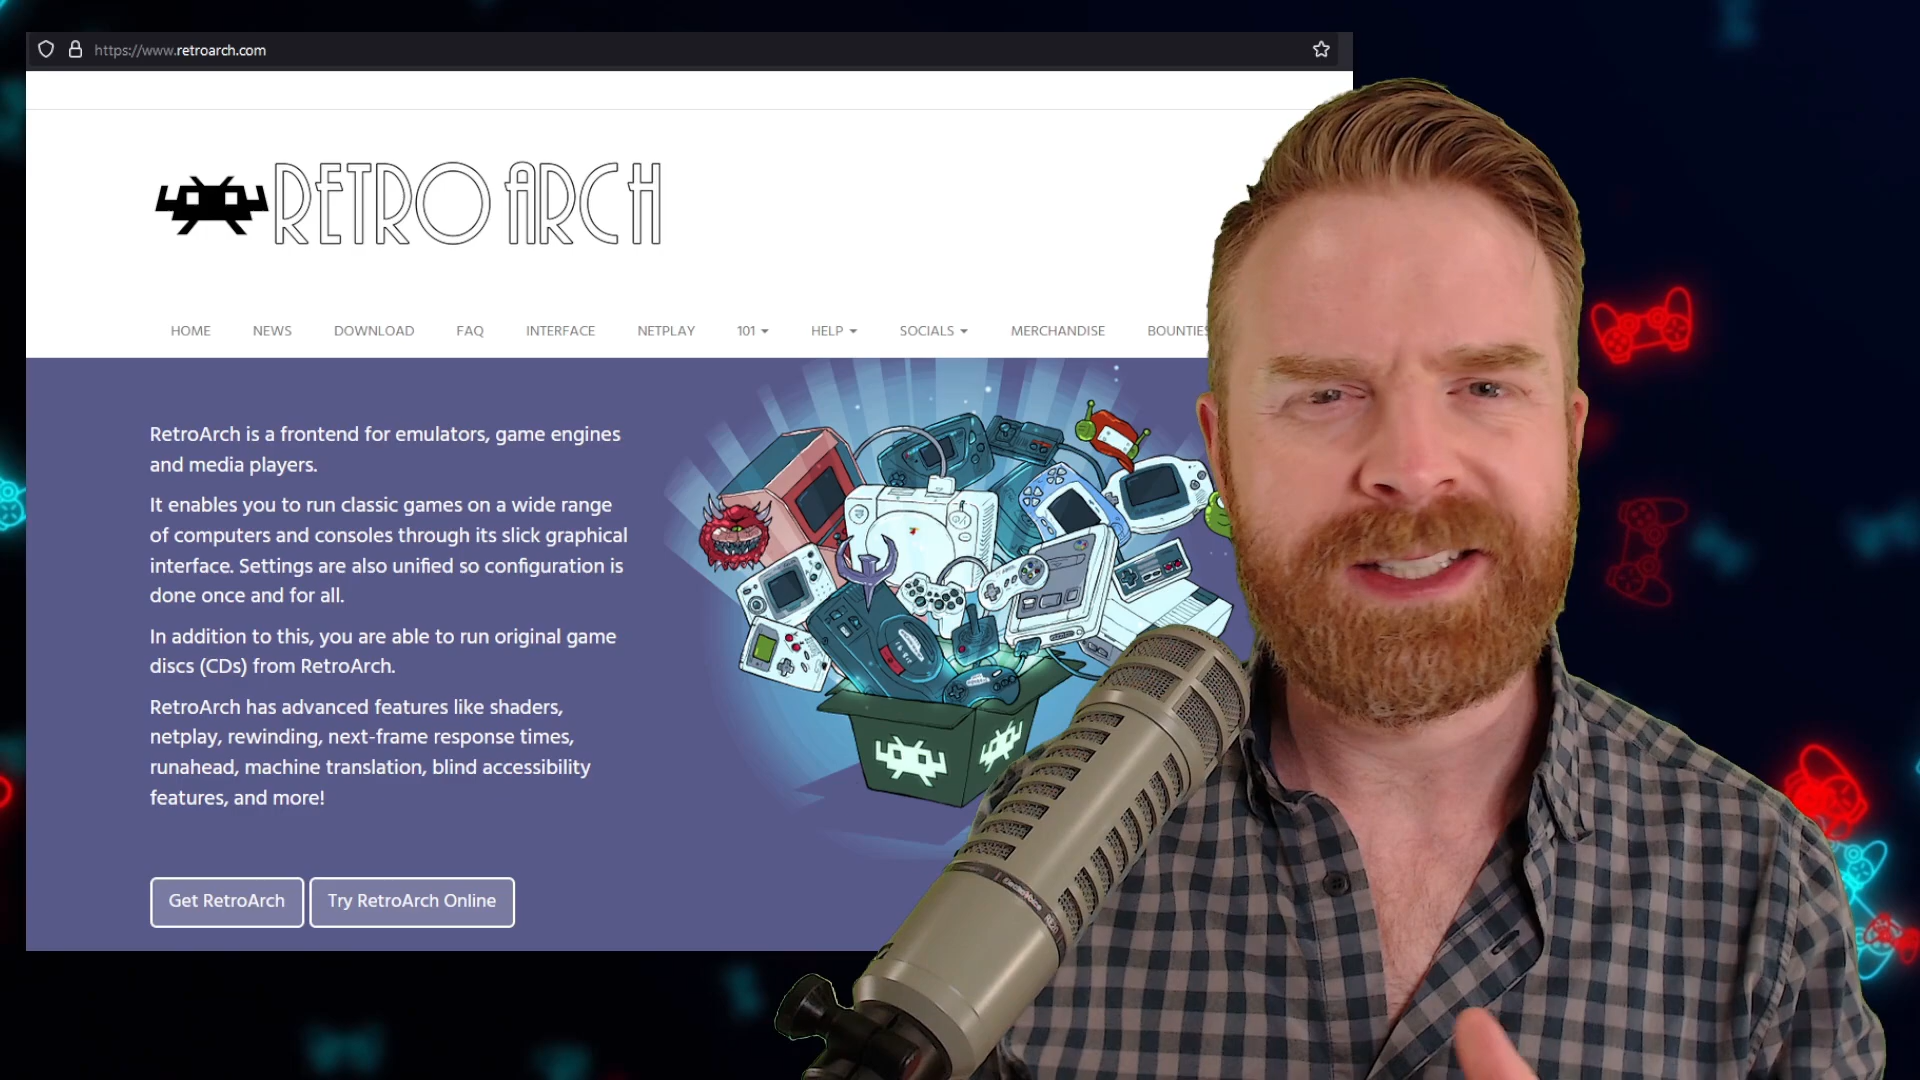 https://www.retroarch.com
RETROARCH
HOME NEWS DOWNLOAD FAQ INTERFACE NETPLAY 101 HELP SOCIALS MERCHANDISE BOUNTIES
RetroArch is a frontend for emulators, game engines
and media players.
It enables you to run classic games on a wide range
of computers and consoles through its slick graphical
interface. Settings are also unified so configuration is
done once and for all.
In addition to this, you are able to run original game
discs (CDs) from RetroArch.
RetroArch has advanced features like shaders,
netplay, rewinding, next-frame response times,
runahead, machine translation, blind accessibility
features, and more!
Get RetroArch Try RetroArch Online